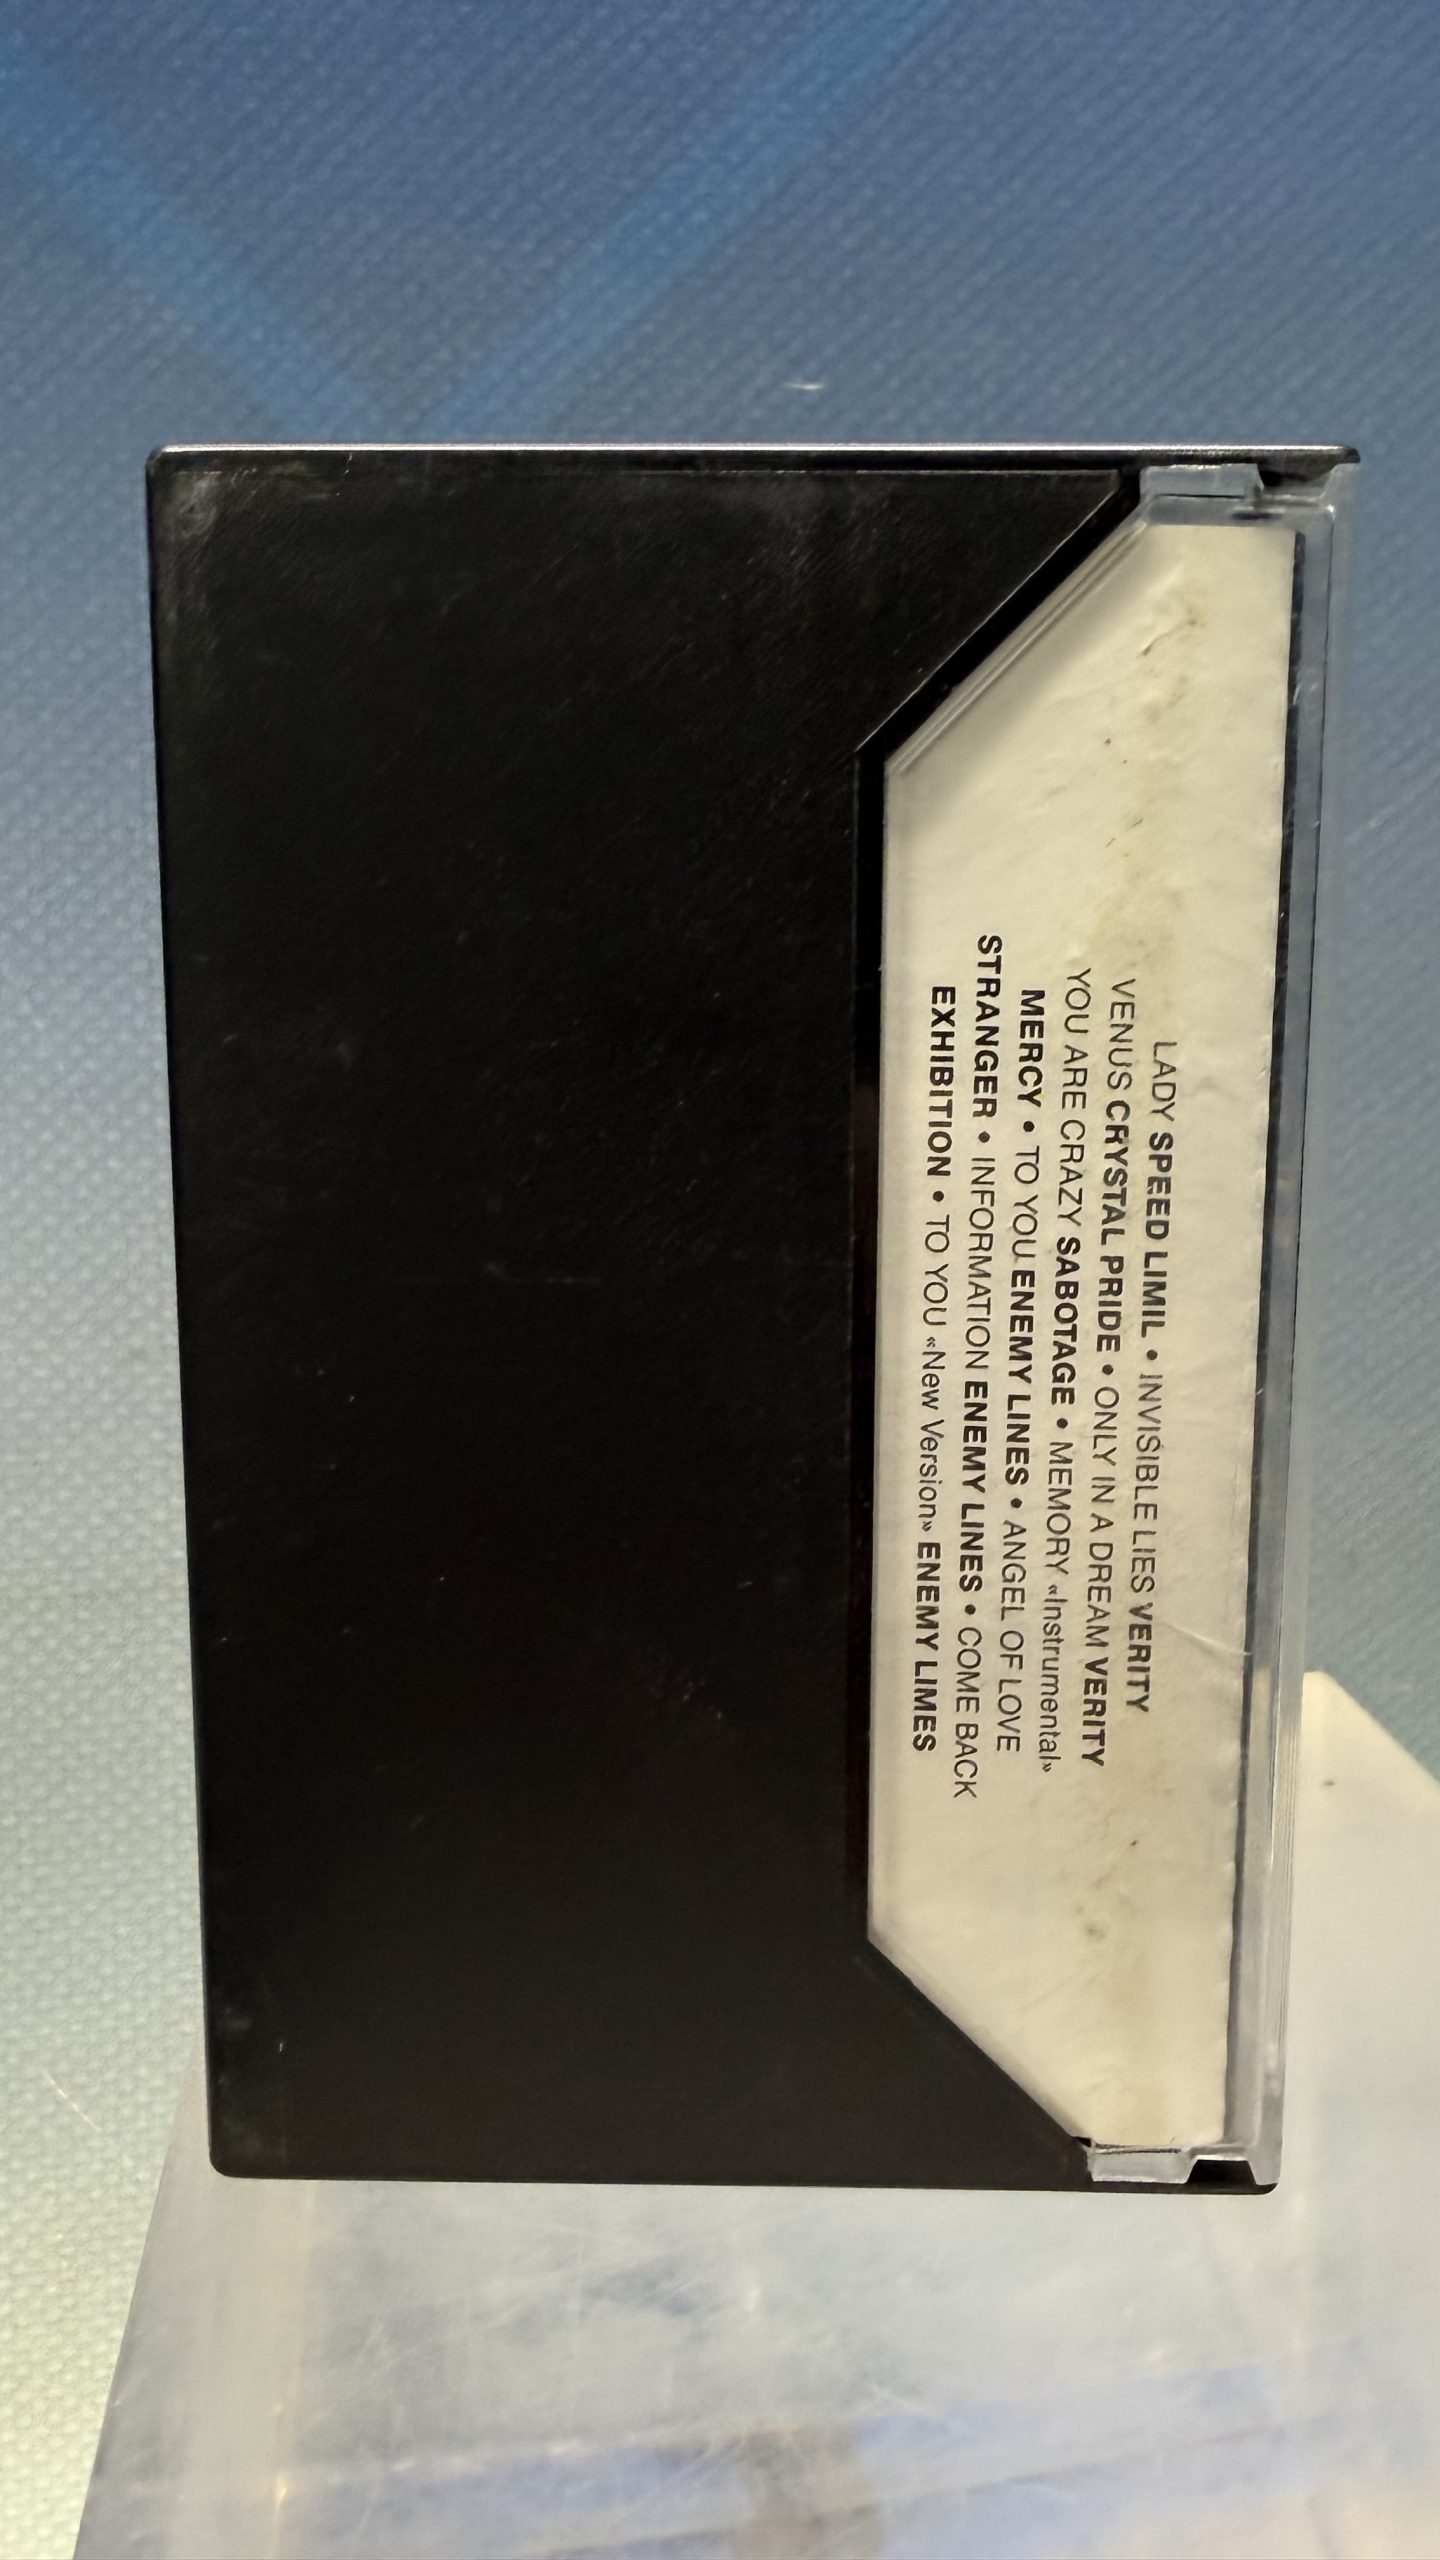 LADY SPEED LIMIL • INVISIBLE LIES VERITY
VENUS CRYSTAL PRIDE • ONLY IN A DREAM VERITY
YOU ARE CRAZY SABOTAGE • MEMORY «Instrumental»
MERCY • TO YOU ENEMY LINES • ANGEL OF LOVE
STRANGER • INFORMATION ENEMY LINES • COME BACK
EXHIBITION • TO YOU «New Version» ENEMY LIMES